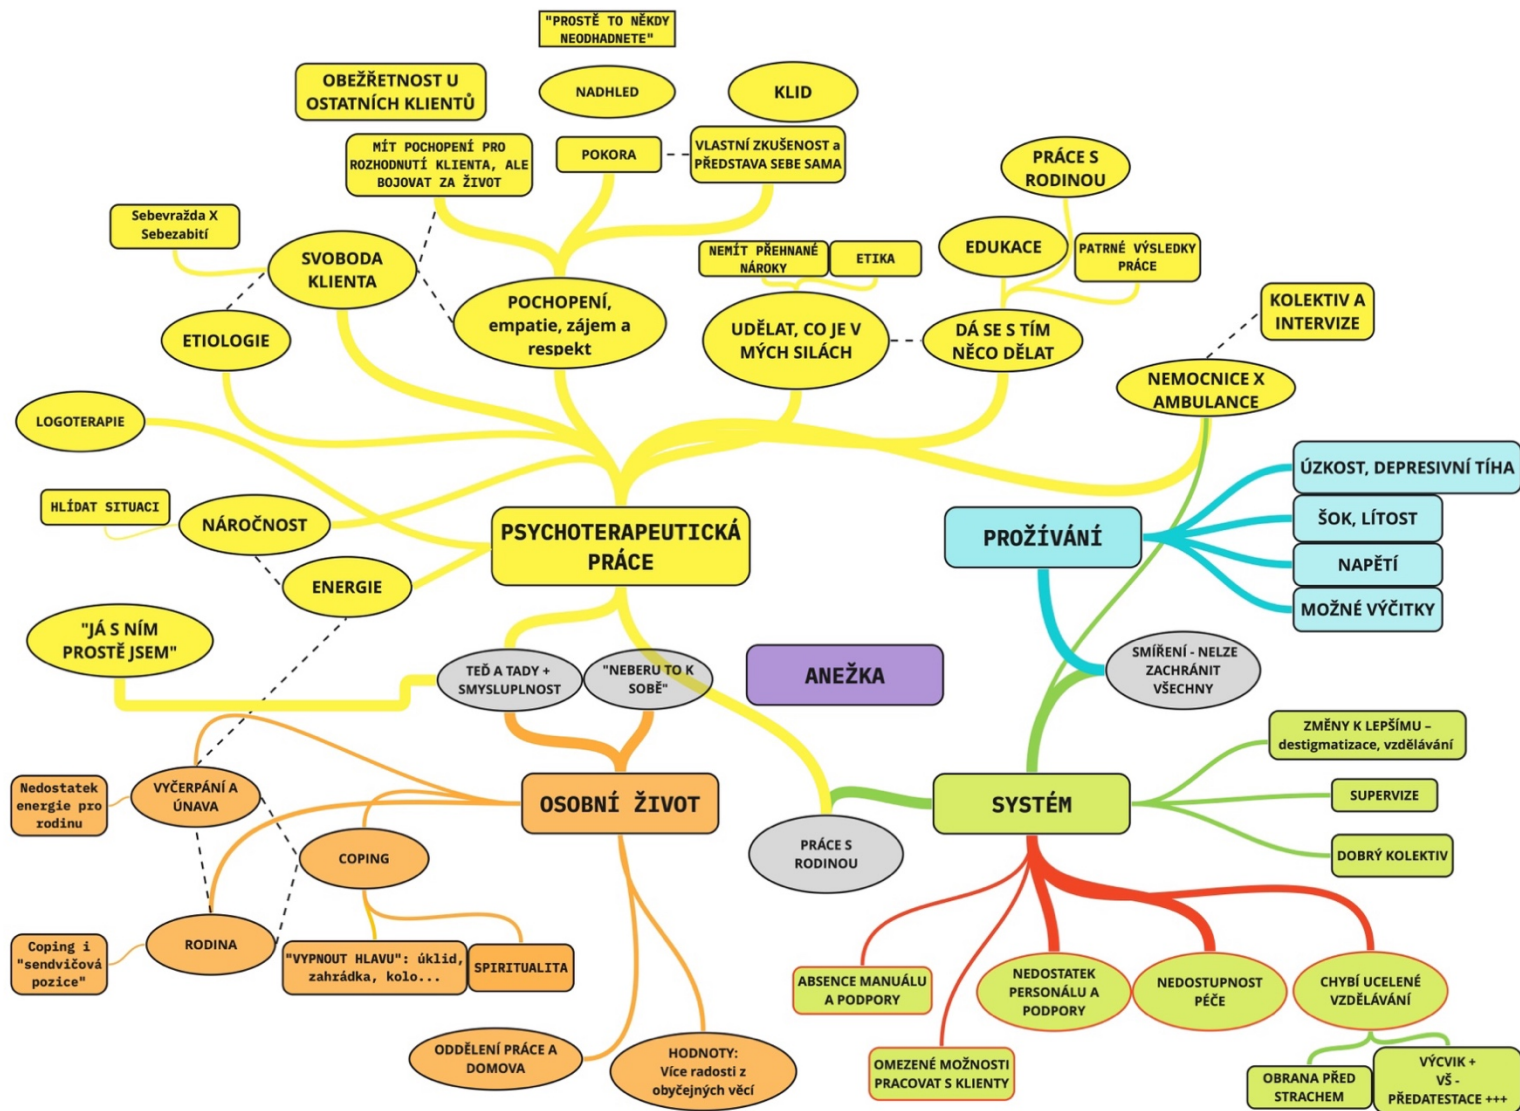 "PROSTĚ TO NĚKDY
NEODHADNETE"
OBEŽŘETNOST U
OSTATNÍCH KLIENTŮ
NADHLED
KLID
MÍT POCHOPENÍ PRO
ROZHODNUTÍ KLIENTA, ALE
BOJOVAT ZA ŽIVOT
POKORA
VLASTNÍ ZKUŠENOST a
PŘEDSTAVA SEBE SAMA
PRÁCE S
RODINOU
Sebevražda X
Sebezabití
SVOBODA
KLIENTA
NEMÍT PŘEHNANÉ
NÁROKY
ETIKA
EDUKACE
PATRNÉ VÝSLEDKY
PRÁCE
POCHOPENÍ,
empatie, zájem a
respekt
KOLEKTIV A
INTERVIZE
ETIOLOGIE
UDĚLAT, CO JE V
MÝCH SILÁCH
DÁ SE S TÍM
NĚCO DĚLAT
NEMOCNICE X
AMBULANCE
LOGOTERAPIE
HLÍDAT SITUACI
NÁROČNOST
ENERGIE
PSYCHOTERAPEUTICKÁ
PRÁCE
PROŽÍVÁNÍ
ÚZKOST, DEPRESIVNÍ TÍHA
ŠOK, LÍTOST
NAPĚTÍ
MOŽNÉ VÝČITKY
"JÁ S NÍM
PROSTĚ JSEM"
TEĎ A TADY +
SMYSLUPLNOST
"NEBERU TO K
SOBĚ"
ANEŽKA
SMÍŘENÍ - NELZE
ZACHRÁNIT
VŠECHNY
ZMĚNY K LEPŠÍMU –
destigmatizace, vzdělávání
Nedostatek
energie pro
rodinu
VYČERPÁNÍ A
ÚNAVA
OSOBNÍ ŽIVOT
SYSTÉM
SUPERVIZE
COPING
PRÁCE S
RODINOU
DOBRÝ KOLEKTIV
Coping i
"sendvičová
pozice"
RODINA
"VYPNOUT HLAVU": úklid,
zahrádka, kolo...
SPIRITUALITA
ABSENCE MANUÁLU
A PODPORY
NEDOSTATEK
PERSONÁLU A
PODPORY
NEDOSTUPNOST
PÉČE
CHYBÍ UCELENÉ
VZDĚLÁVÁNÍ
ODDĚLENÍ PRÁCE A
DOMOVA
HODNOTY:
Více radosti z
obyčejných věcí
OMEZENÉ MOŽNOSTI
PRACOVAT S KLIENTY
OBRANA PŘED
STRACHEM
VÝCVIK +
VŠ -
PŘEDATESTACE +++